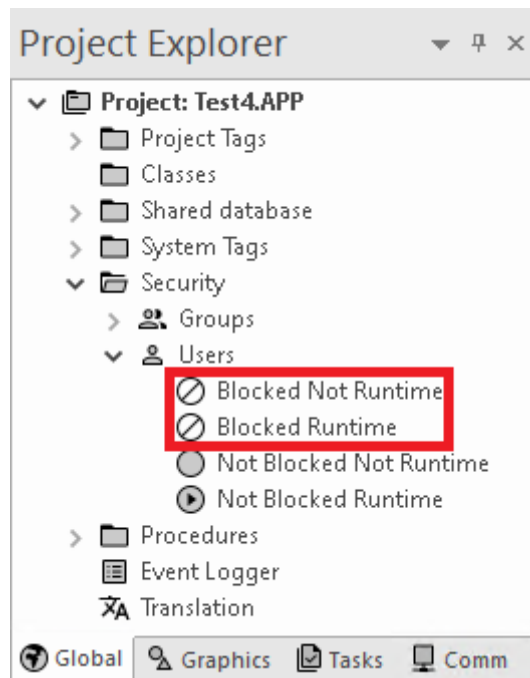 Project Explorer
Project: Test4.APP
Project Tags
Classes
Shared database
System Tags
Security
Groups
Users
Blocked Not Runtime
Blocked Runtime
Not Blocked Not Runtime
Not Blocked Runtime
Procedures
Event Logger
Translation
Global Graphics Tasks Comm